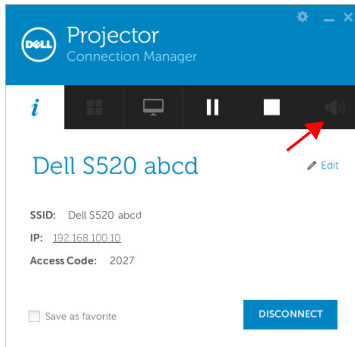 DELL
Projector
Connection Manager
i
Dell S520 abcd
Edit
SSID: Dell S520 abcd
IP: 192.168.100.10
Access Code: 2027
Save as favorite
DISCONNECT